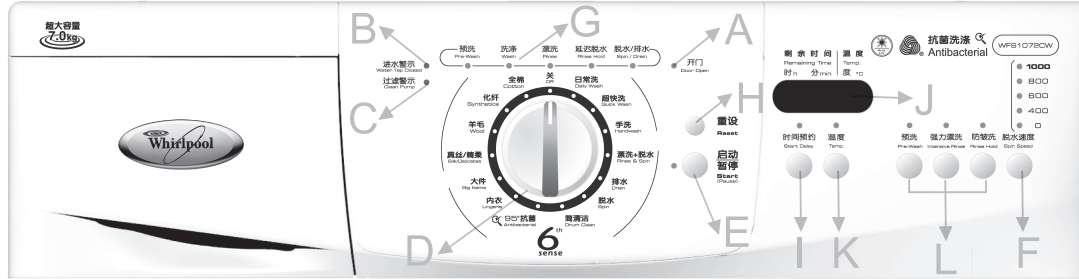 超大容量
7.0kg
Whirlpool
B
进水警示
Water Tap Closed
过滤警示
Clean Pump
C
预洗
Pre-Wash
洗涤
Wash
漂洗
Rinse
延迟脱水
Rinse Hold
脱水/排水
Spin / Drain
G
A
开门
Door Open
关
Off
日常洗
Daily Wash
超快洗
Quick Wash
手洗
Handwash
漂洗+脱水
Rinse & Spin
排水
Drain
脱水
Spin
筒清洁
Drum Clean
95°抗菌
Antibacterial
内衣
Lingerie
大件
Big Items
真丝/精柔
Silk/Delicates
羊毛
Wool
化纤
Synthetics
全棉
Cotton
6th
sense
D
H
重设
Reset
启动
暂停
Start
(Pause)
E
剩余时间
Remaining Time
时h 分min
温度
Temp.
度 °C
J
抗菌洗涤
Antibacterial
WFS1072CW
1000
800
600
400
0
时间预约
Start Delay
温度
Temp.
预洗
Pre-Wash
强力漂洗
Intensive Rinse
防皱洗
Rinse Hold
脱水速度
Spin Speed
I
K
L
F